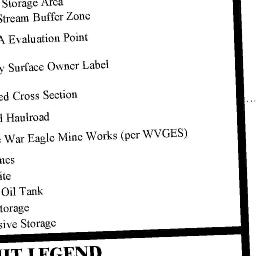 Storage Area
Stream Buffer Zone
A Evaluation Point
y Surface Owner Label
ed Cross Section
d Haulroad
War Eagle Mine Works (per WVGES)
nes
ite
Oil Tank
torage
sive Storage
IT LEGEND